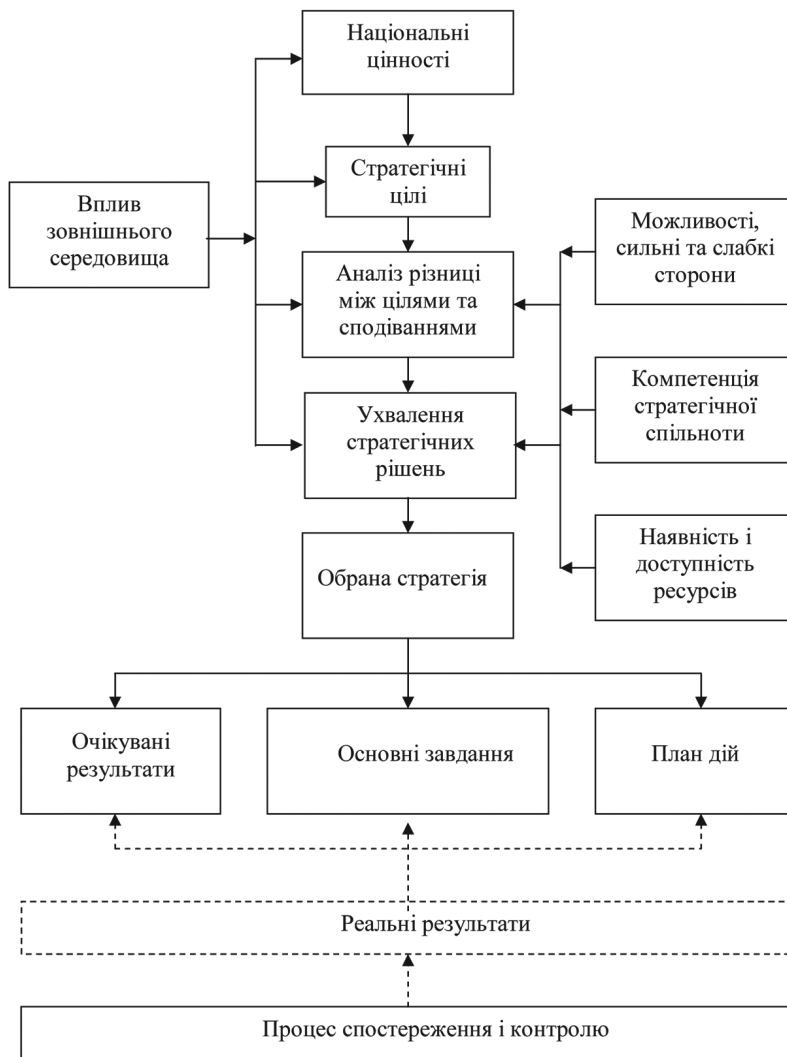 Національні
цінності
Стратегічні
цілі
Вплив
зовнішнього
середовища
Можливості,
сильні та слабкі
сторони
Аналіз різниці
між цілями та
сподіваннями
Компетенція
стратегічної
спільноти
Ухвалення
стратегічних
рішень
Наявність і
доступність
ресурсів
Обрана стратегія
Очікувані
результати
Основні завдання
План дій
Реальні результати
Процес спостереження і контролю